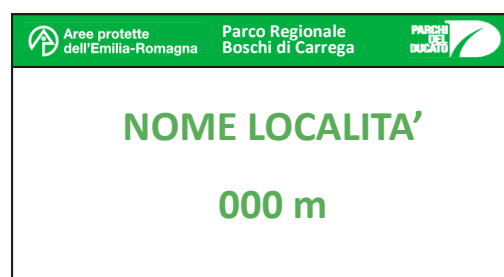 Aree protette
dell'Emilia-Romagna
Parco Regionale
Boschi di Carrega
PARCHI
DEL
DUCATO
NOME LOCALITA’
000 m